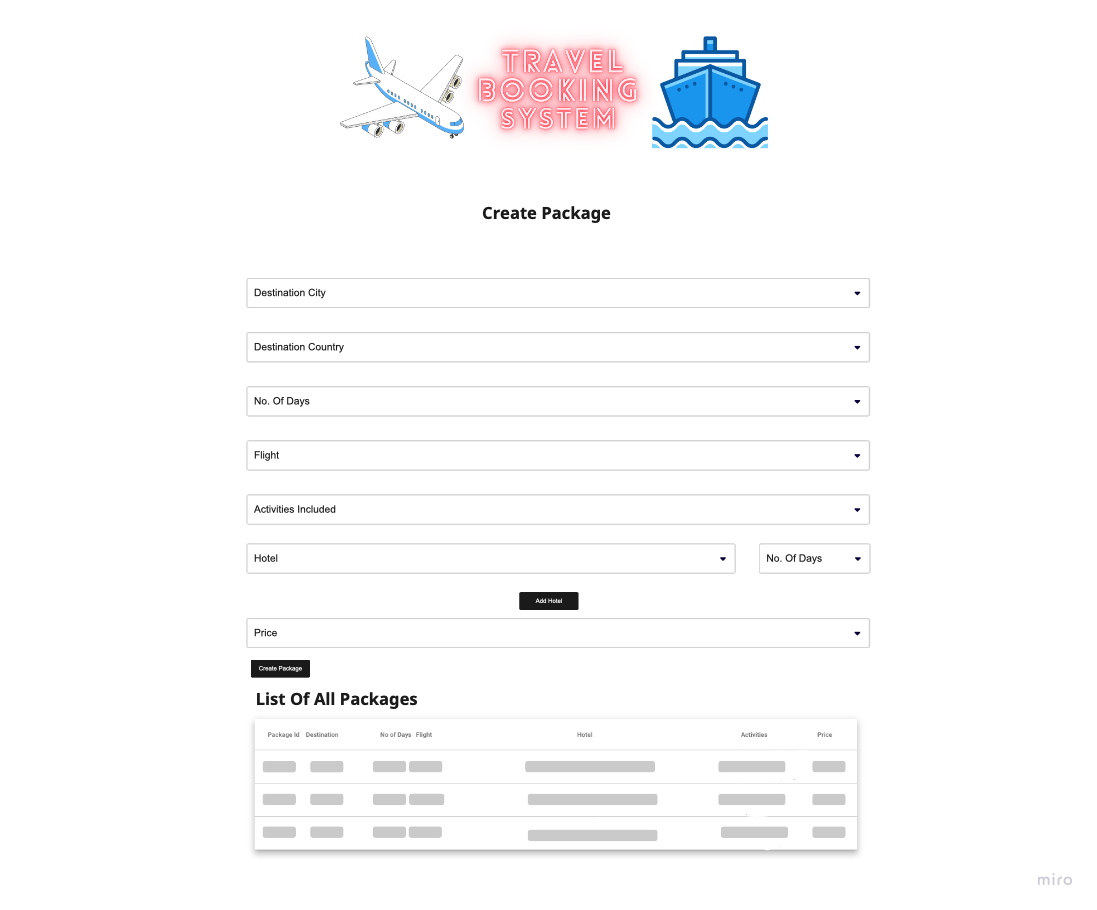 TRAVEL
BOOKING
SYSTEM
Create Package
Destination City
Destination Country
No. Of Days
Flight
Activities Included
Hotel No. Of Days
Add Hotel
Price
Create Package
List Of All Packages
Package Id Destination No of Days Flight Hotel Activities Price
miro